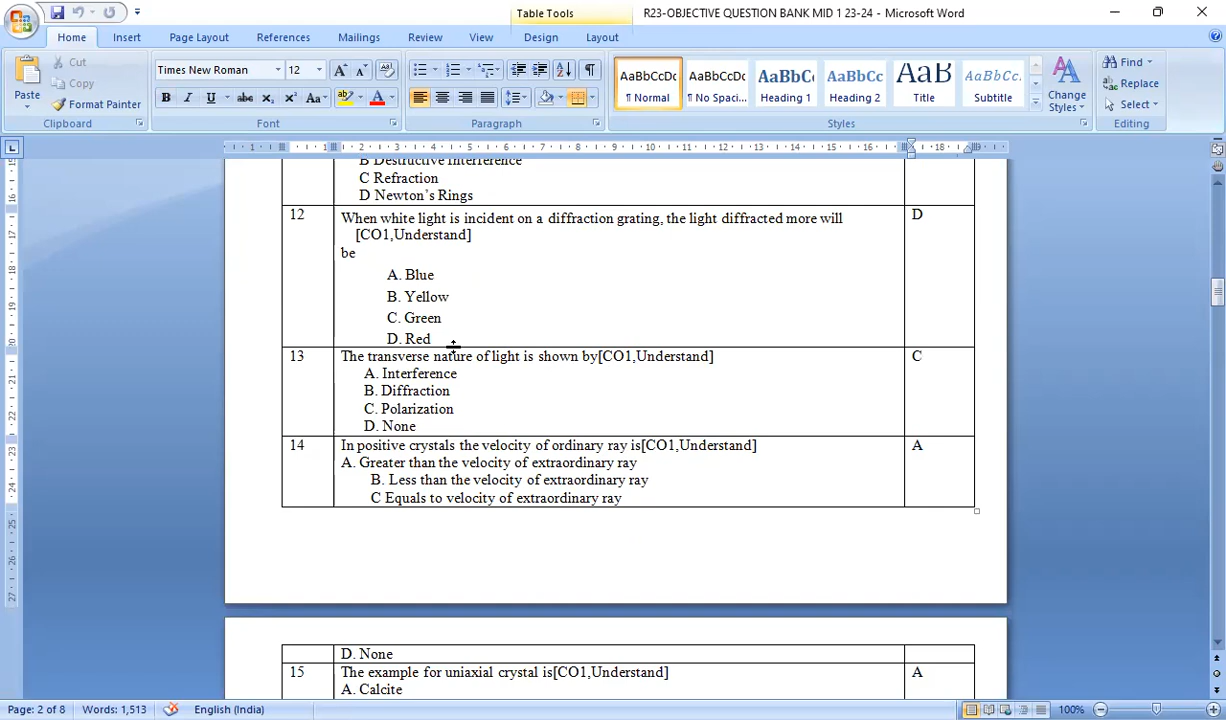 Table Tools
R23-OBJECTIVE QUESTION BANK MID 1 23-24 - Microsoft Word
Home Insert Page Layout References Mailings Review View Design Layout
Paste
Cut
Copy
Format Painter
Clipboard
Times New Roman 12
B I U abc x₂ x² Aa
Font
Paragraph
AaBbCcDc AaBbCcDc AaBbCc AaBbCc AaBb AaBbCc
¶ Normal ¶ No Spaci... Heading 1 Heading 2 Title Subtitle
Change Styles
Styles
Find
Replace
Select
Editing
B Destructive Interference
C Refraction
D Newton’s Rings
12 When white light is incident on a diffraction grating, the light diffracted more will D
[CO1,Understand]
be
A. Blue
B. Yellow
C. Green
D. Red
13 The transverse nature of light is shown by[CO1,Understand] C
A. Interference
B. Diffraction
C. Polarization
D. None
14 In positive crystals the velocity of ordinary ray is[CO1,Understand] A
A. Greater than the velocity of extraordinary ray
B. Less than the velocity of extraordinary ray
C Equals to velocity of extraordinary ray
D. None
15 The example for uniaxial crystal is[CO1,Understand] A
A. Calcite
Page: 2 of 8 Words: 1,513 English (India) 100%